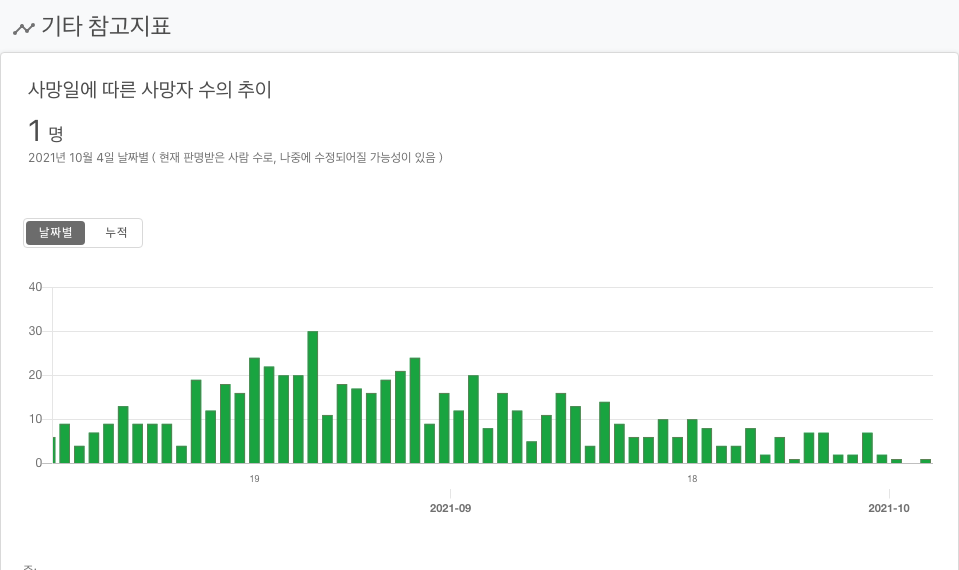 기타 참고지표
사망일에 따른 사망자 수의 추이
1 명
2021년 10월 4일 날짜별 ( 현재 판명받은 사람 수로, 나중에 수정되어질 가능성이 있음 )
날짜별 누적
40
30
20
10
0
19 18
2021-09 2021-10